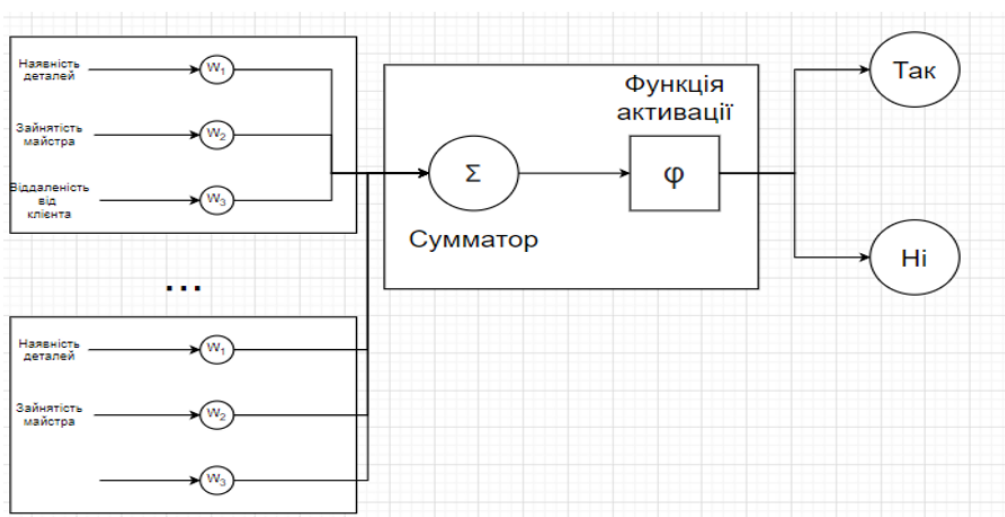 Наявність
деталей
W1
Зайнятість
майстра
W2
Віддаленість
від
клієнта
W3
...
Наявність
деталей
W1
Зайнятість
майстра
W2
W3
Функція
активації
Σ
φ
Сумматор
Так
Ні